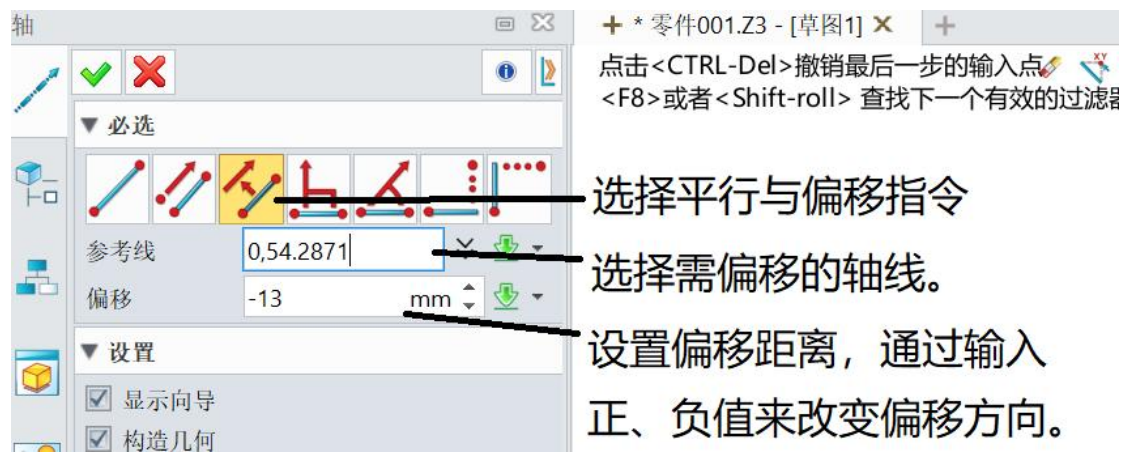 轴
+ * 零件001.Z3 - [草图1] X +
点击<CTRL-Del>撤销最后一步的输入点
XY
<F8>或者<Shift-roll> 查找下一个有效的过滤器
▼ 必选
选择平行与偏移指令
参考线 0,54.2871
选择需偏移的轴线。
偏移 -13 mm
设置偏移距离，通过输入
正、负值来改变偏移方向。
▼ 设置
显示向导
构造几何